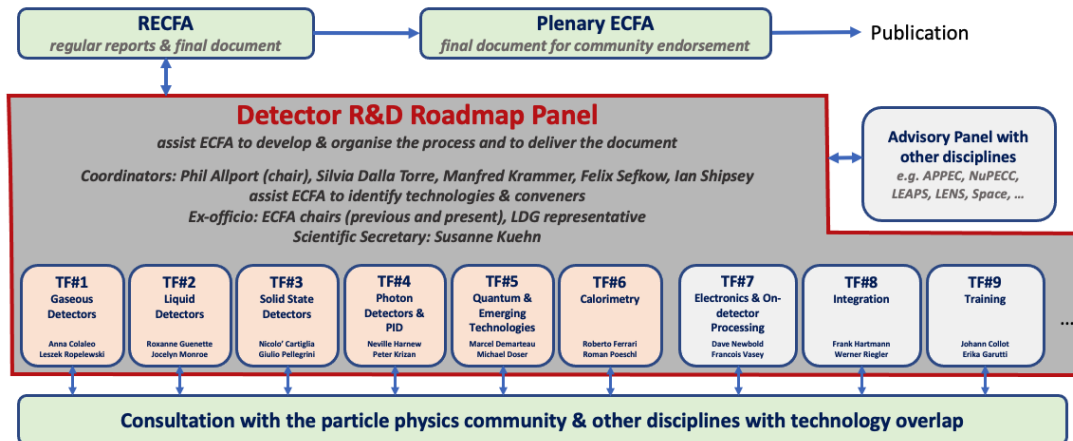 RECFA
regular reports & final document
Plenary ECFA
final document for community endorsement
Publication
Detector R&D Roadmap Panel
assist ECFA to develop & organise the process and to deliver the document
Coordinators: Phil Allport (chair), Silvia Dalla Torre, Manfred Krammer, Felix Sefkow, Ian Shipsey
assist ECFA to identify technologies & conveners
Ex-officio: ECFA chairs (previous and present), LDG representative
Scientific Secretary: Susanne Kuehn
Advisory Panel with
other disciplines
e.g. APPEC, NuPECC,
LEAPS, LENS, Space, ...
TF#1
Gaseous
Detectors
Anna Colaleo
Leszek Ropelewski
TF#2
Liquid
Detectors
Roxanne Guenette
Jocelyn Monroe
TF#3
Solid State
Detectors
Nicolo' Cartiglia
Giulio Pellegrini
TF#4
Photon
Detectors &
PID
Neville Harnew
Peter Krizan
TF#5
Quantum &
Emerging
Technologies
Marcel Demarteau
Michael Doser
TF#6
Calorimetry
Roberto Ferrari
Roman Poeschl
TF#7
Electronics & On-
detector
Processing
Dave Newbold
Francois Vasey
TF#8
Integration
Frank Hartmann
Werner Riegler
TF#9
Training
Johann Collot
Erika Garutti
...
Consultation with the particle physics community & other disciplines with technology overlap